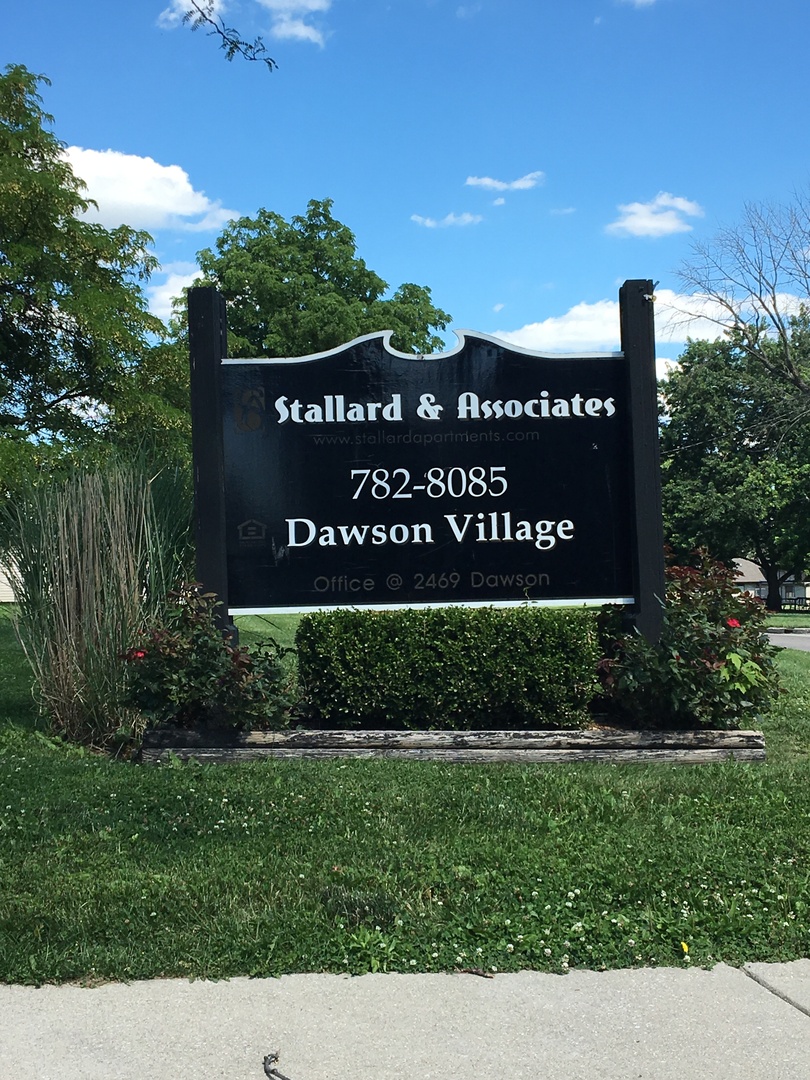 Stallard & Associates
www.stallardapartments.com
782-8085
Dawson Village
Office @ 2469 Dawson